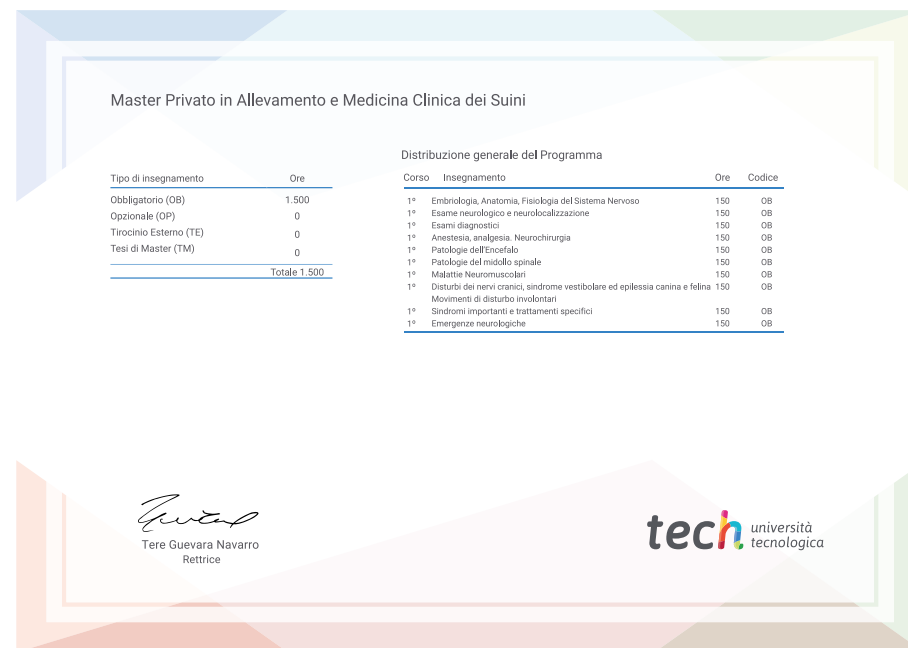 Master Privato in Allevamento e Medicina Clinica dei Suini
Tipo di insegnamento Ore
Obbligatorio (OB) 1.500
Opzionale (OP) 0
Tirocinio Esterno (TE) 0
Tesi di Master (TM) 0
Totale 1.500
Distribuzione generale del Programma
Corso Insegnamento Ore Codice
1º Embriologia, Anatomia, Fisiologia del Sistema Nervoso 150 OB
1º Esame neurologico e neurolocalizzazione 150 OB
1º Esami diagnostici 150 OB
1º Anestesia, analgesia. Neurochirurgia 150 OB
1º Patologie dell'Encefalo 150 OB
1º Patologie del midollo spinale 150 OB
1º Malattie Neuromuscolari 150 OB
1º Disturbi dei nervi cranici, sindrome vestibolare ed epilessia canina e felina 150 OB
Movimenti di disturbo involontari
1º Sindromi importanti e trattamenti specifici 150 OB
1º Emergenze neurologiche 150 OB
Tere Guevara Navarro
Rettrice
tech università
tecnologica